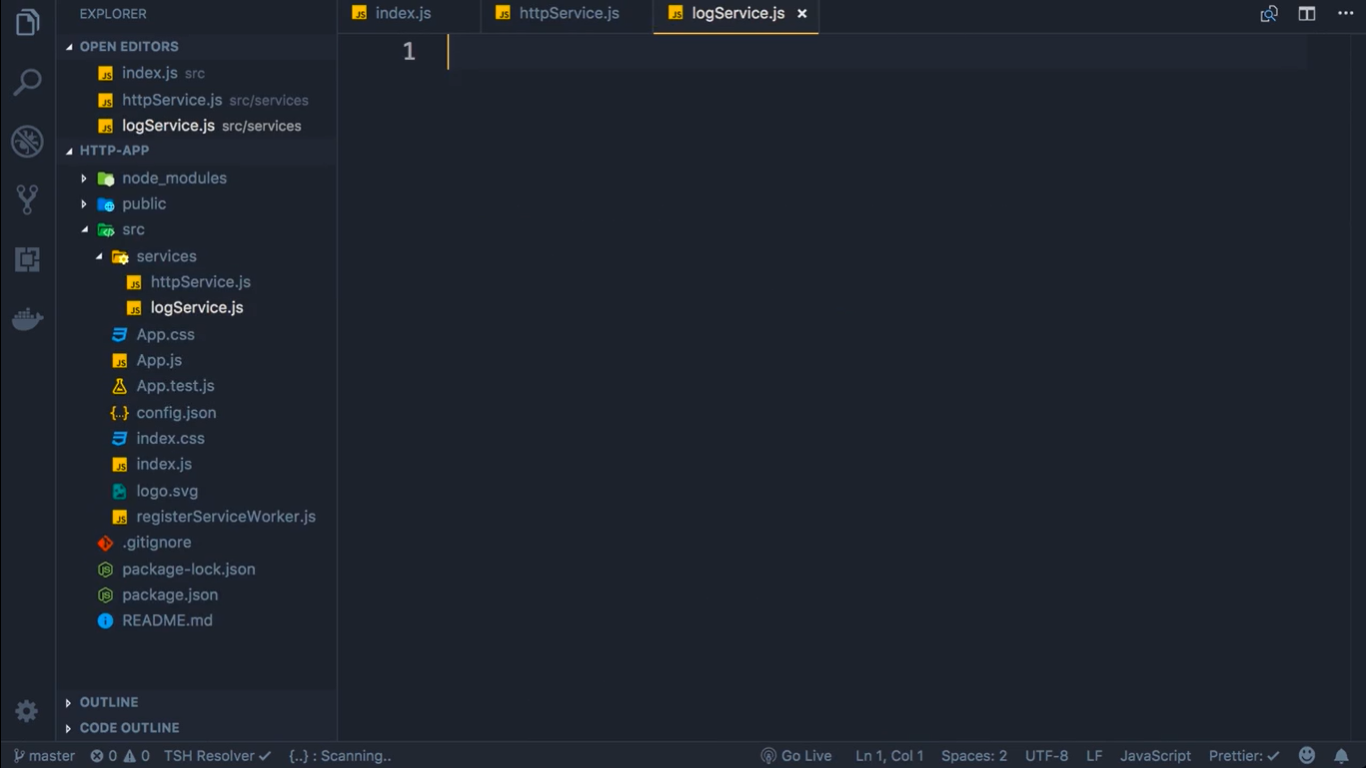 EXPLORER
OPEN EDITORS
index.js src
httpService.js src/services
logService.js src/services
HTTP-APP
node_modules
public
src
services
httpService.js
logService.js
App.css
App.js
App.test.js
config.json
index.css
index.js
logo.svg
registerServiceWorker.js
.gitignore
package-lock.json
package.json
README.md
OUTLINE
CODE OUTLINE
index.js httpService.js logService.js ×
1
master 0 0 TSH Resolver ✓ {..} : Scanning.. Go Live Ln 1, Col 1 Spaces: 2 UTF-8 LF JavaScript Prettier: ✓